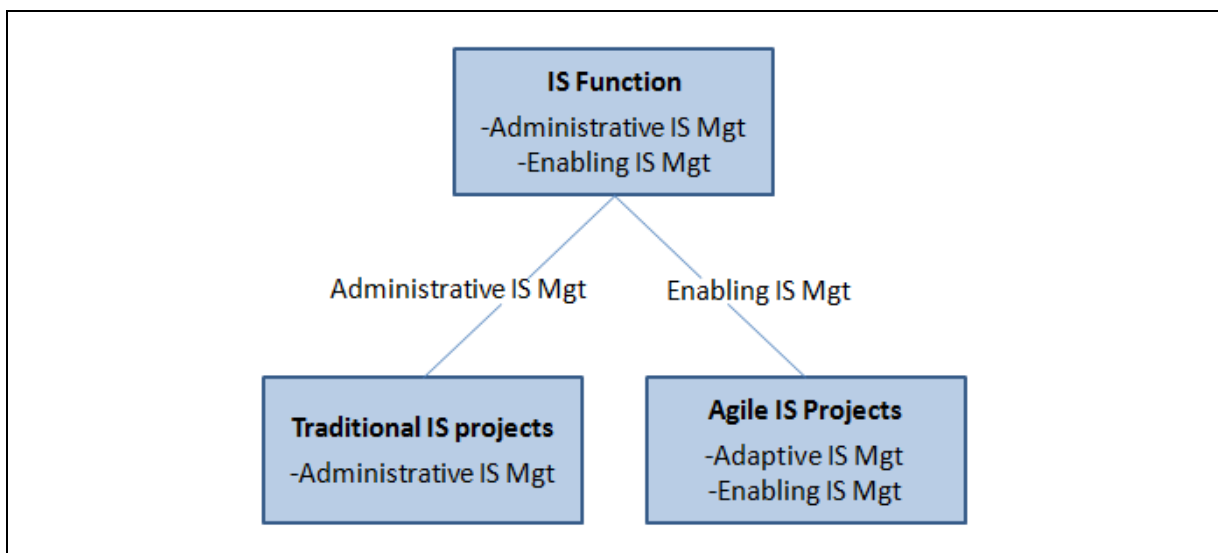 IS Function
-Administrative IS Mgt
-Enabling IS Mgt
Administrative IS Mgt
Enabling IS Mgt
Traditional IS projects
-Administrative IS Mgt
Agile IS Projects
-Adaptive IS Mgt
-Enabling IS Mgt